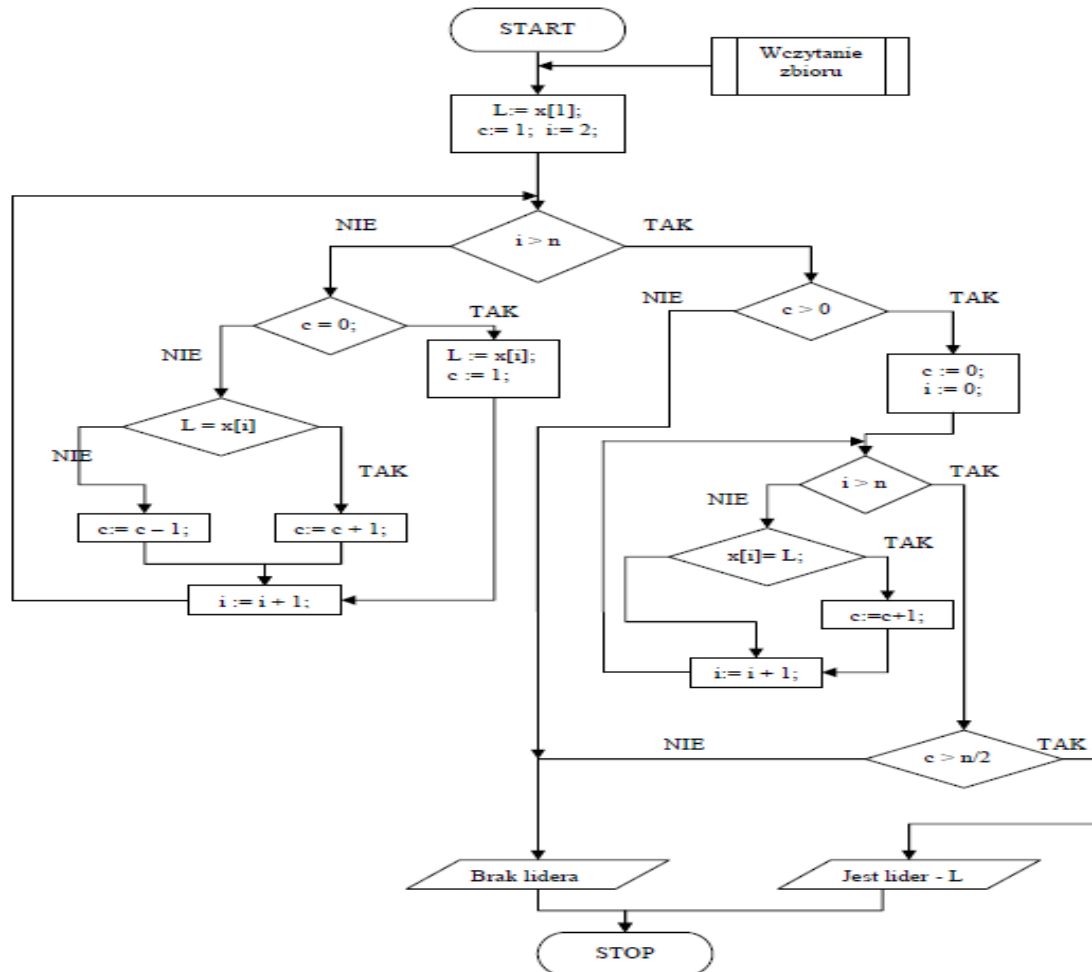 START
Wczytanie
zbioru
L:= x[1];
c:= 1; i:= 2;
NIE
TAK
i > n
NIE
TAK
c > 0
TAK
c = 0;
NIE
L := x[i];
c := 1;
c := 0;
i := 0;
L = x[i]
NIE
TAK
i > n
TAK
NIE
c:= c – 1;
c:= c + 1;
x[i]= L;
TAK
i := i + 1;
c:=c+1;
i:= i + 1;
NIE
TAK
c > n/2
Brak lidera
Jest lider - L
STOP